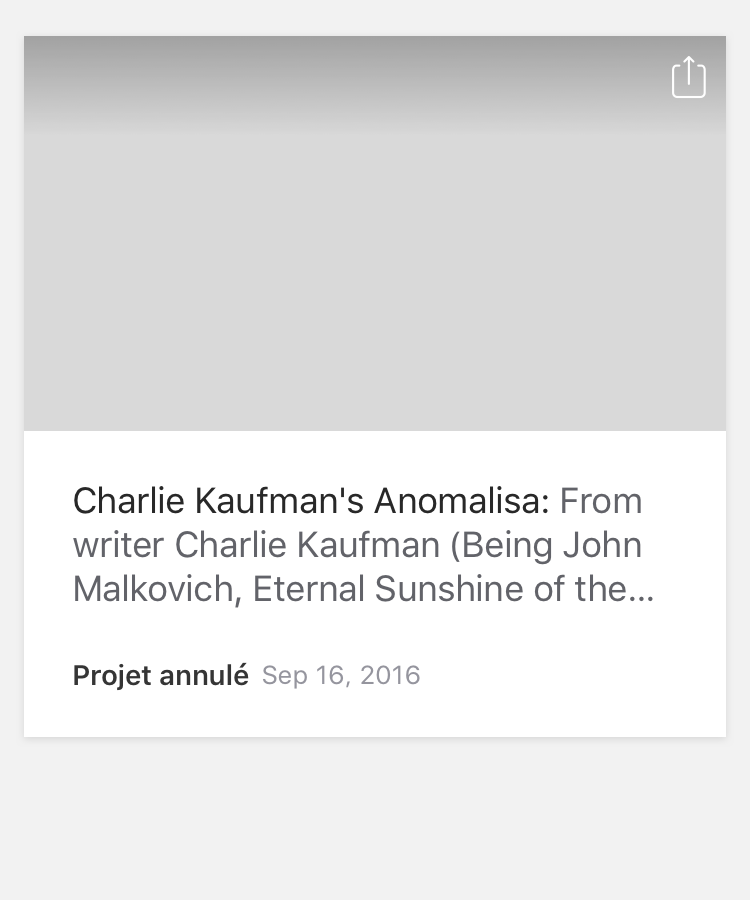 Charlie Kaufman's Anomalisa: From
writer Charlie Kaufman (Being John
Malkovich, Eternal Sunshine of the...
Projet annulé Sep 16, 2016